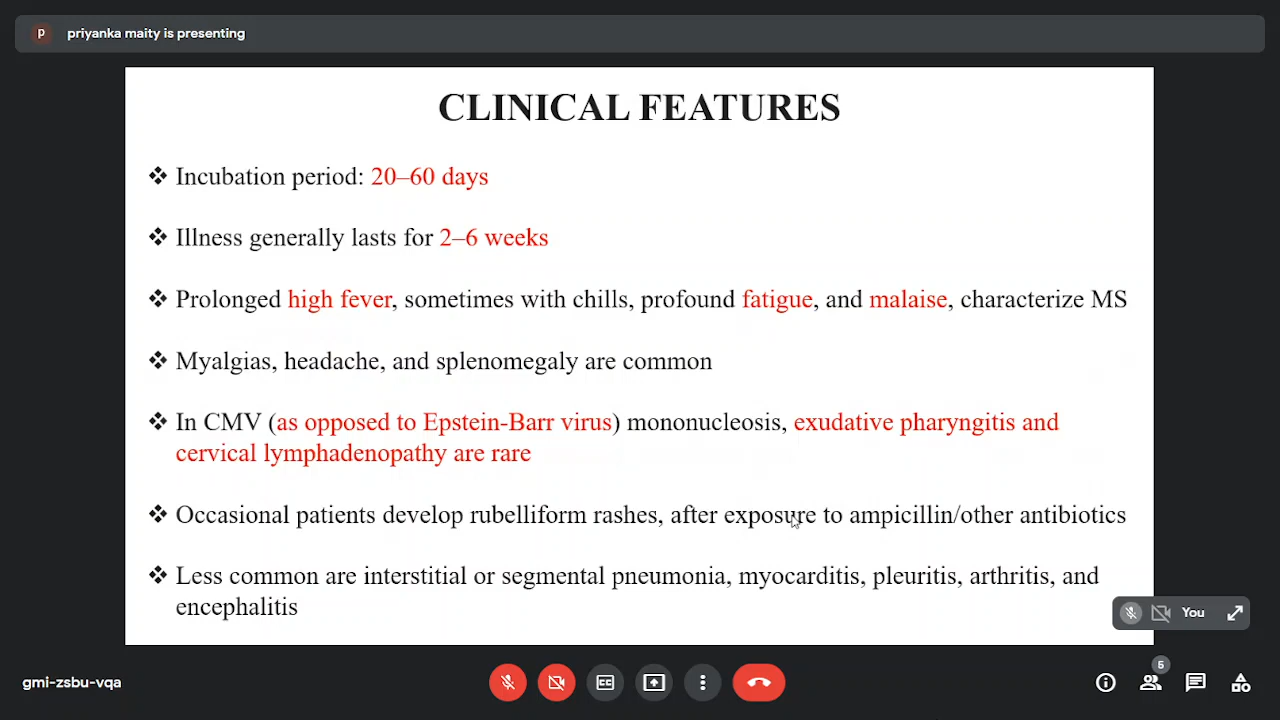 p priyanka maity is presenting
CLINICAL FEATURES
❖ Incubation period: 20–60 days
❖ Illness generally lasts for 2–6 weeks
❖ Prolonged high fever, sometimes with chills, profound fatigue, and malaise, characterize MS
❖ Myalgias, headache, and splenomegaly are common
❖ In CMV (as opposed to Epstein-Barr virus) mononucleosis, exudative pharyngitis and
cervical lymphadenopathy are rare
❖ Occasional patients develop rubelliform rashes, after exposure to ampicillin/other antibiotics
❖ Less common are interstitial or segmental pneumonia, myocarditis, pleuritis, arthritis, and
encephalitis
You
gmi-zsbu-vqa
CC
5